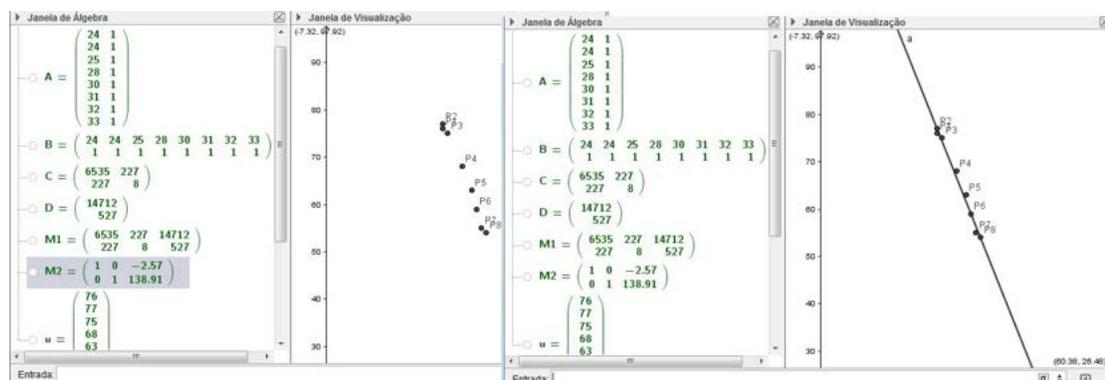 Janela de Álgebra
A =
24 1
24 1
25 1
28 1
30 1
31 1
32 1
33 1
B =
24 24 25 28 30 31 32 33
1 1 1 1 1 1 1 1
C =
6535 227
227 8
D =
14712
527
M1 =
6535 227 14712
227 8 527
M2 =
1 0 −2.57
0 1 138.91
u =
76
77
75
68
63
Entrada:
Janela de Visualização
90
80
70
60
50
40
30
P3
P4
P5
P6
P7
P8
Janela de Álgebra
A =
24 1
24 1
25 1
28 1
30 1
31 1
32 1
33 1
B =
24 24 25 28 30 31 32 33
1 1 1 1 1 1 1 1
C =
6535 227
227 8
D =
14712
527
M1 =
6535 227 14712
227 8 527
M2 =
1 0 −2.57
0 1 138.91
u =
76
77
75
68
63
Entrada:
Janela de Visualização
a
90
80
70
60
50
40
30
P3
P4
P5
P6
P7
P8
(60.38, 26.48)
α